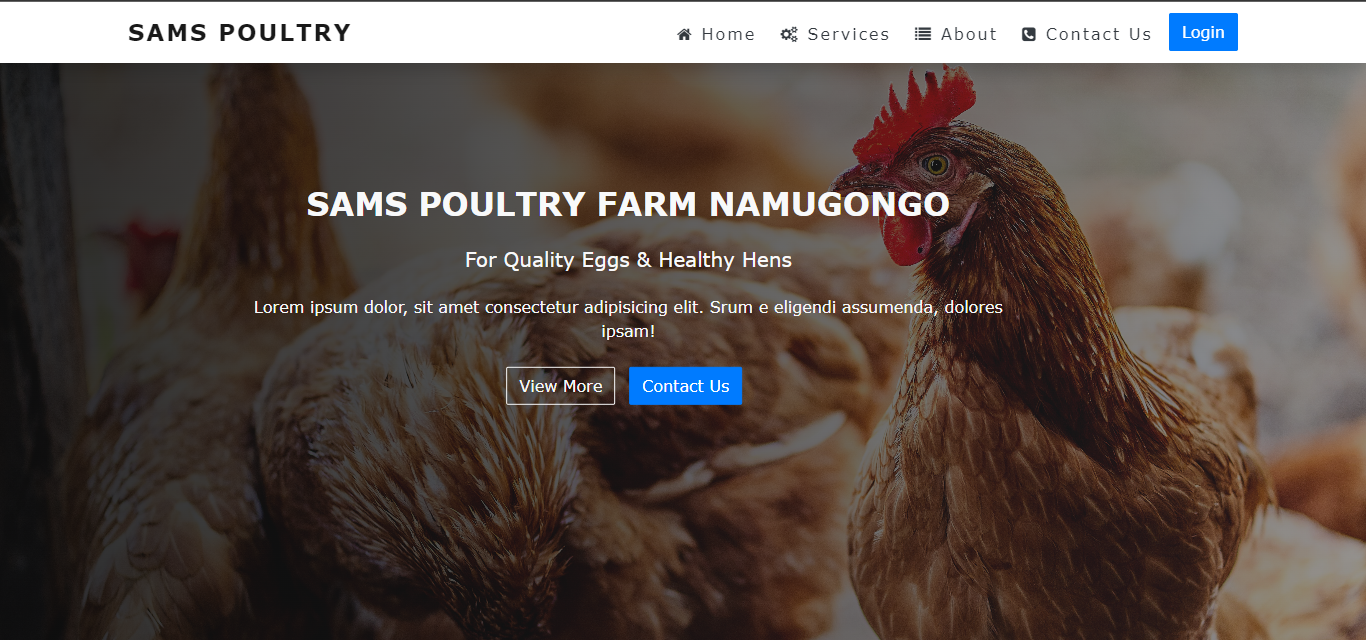 SAMS POULTRY
Home
Services
About
Contact Us
Login
SAMS POULTRY FARM NAMUGONGO
For Quality Eggs & Healthy Hens
Lorem ipsum dolor, sit amet consectetur adipisicing elit. Srum e eligendi assumenda, dolores
ipsam!
View More
Contact Us